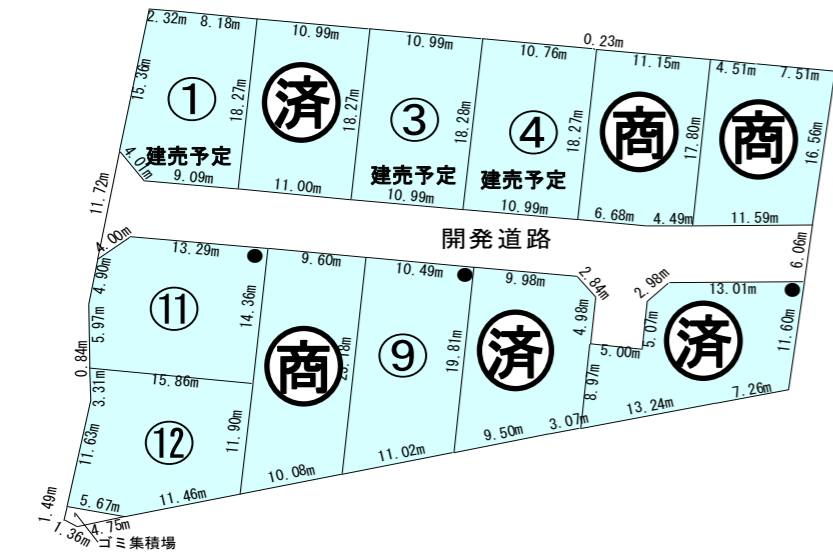 2.32m 8.18m 10.99m 10.99m 10.76m 0.23m 11.15m 4.51m 7.51m
15.36m ① 18.27m 済 18.27m ③ 18.28m ④ 18.27m 商 17.80m 商 16.56m
建売予定 建売予定 建売予定
4.01m 9.09m 11.00m 10.99m 10.99m 6.68m 4.49m 11.59m
11.72m
開発道路
4.00m 13.29m 9.60m 10.49m 9.98m 2.84m 2.98m 13.01m 6.06m
4.90m 5.97m ⑪ 14.36m 商 ⑨ 19.81m 済 4.98m 5.00m 5.07m 済 11.60m
0.84m 15.86m 8.97m
3.31m 11.63m ⑫ 11.90m
10.08m 11.02m 9.50m 3.07m 13.24m 7.26m
1.49m 5.67m 11.46m
1.36m 4.75m
ゴミ集積場